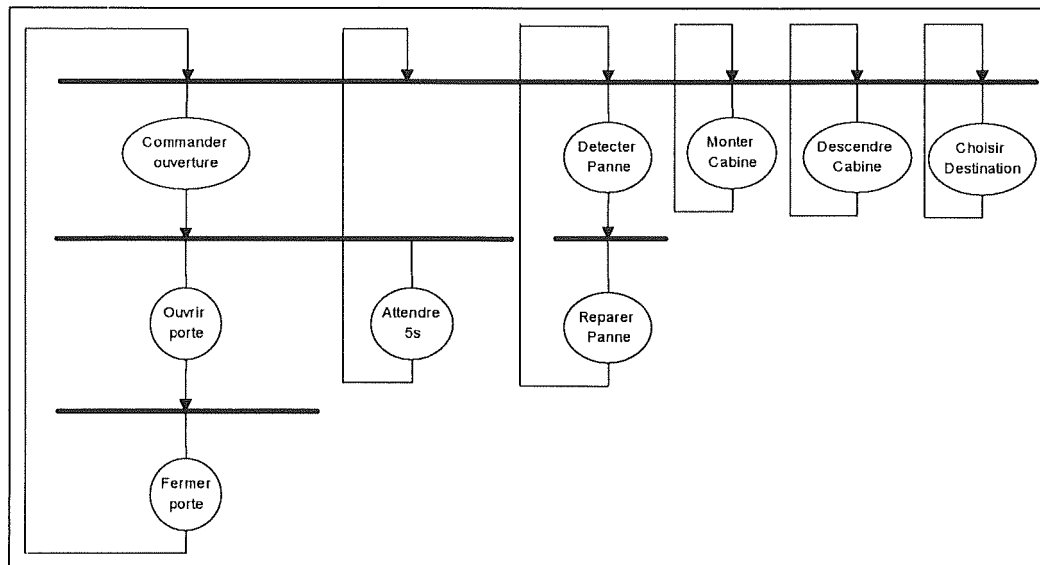 Commander
ouverture
Detecter
Panne
Monter
Cabine
Descendre
Cabine
Choisir
Destination
Ouvrir
porte
Attendre
5s
Reparer
Panne
Fermer
porte